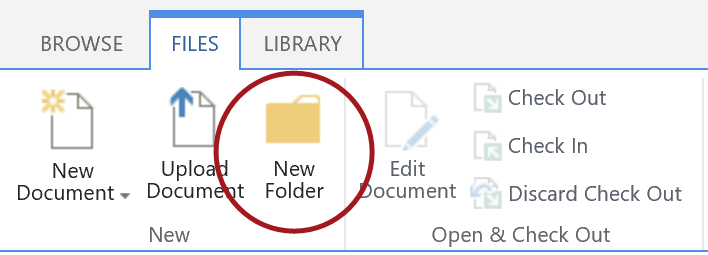 BROWSE FILES LIBRARY
New Document
Upload Document
New Folder
Edit Document
Check Out
Check In
Discard Check Out
New
Open & Check Out